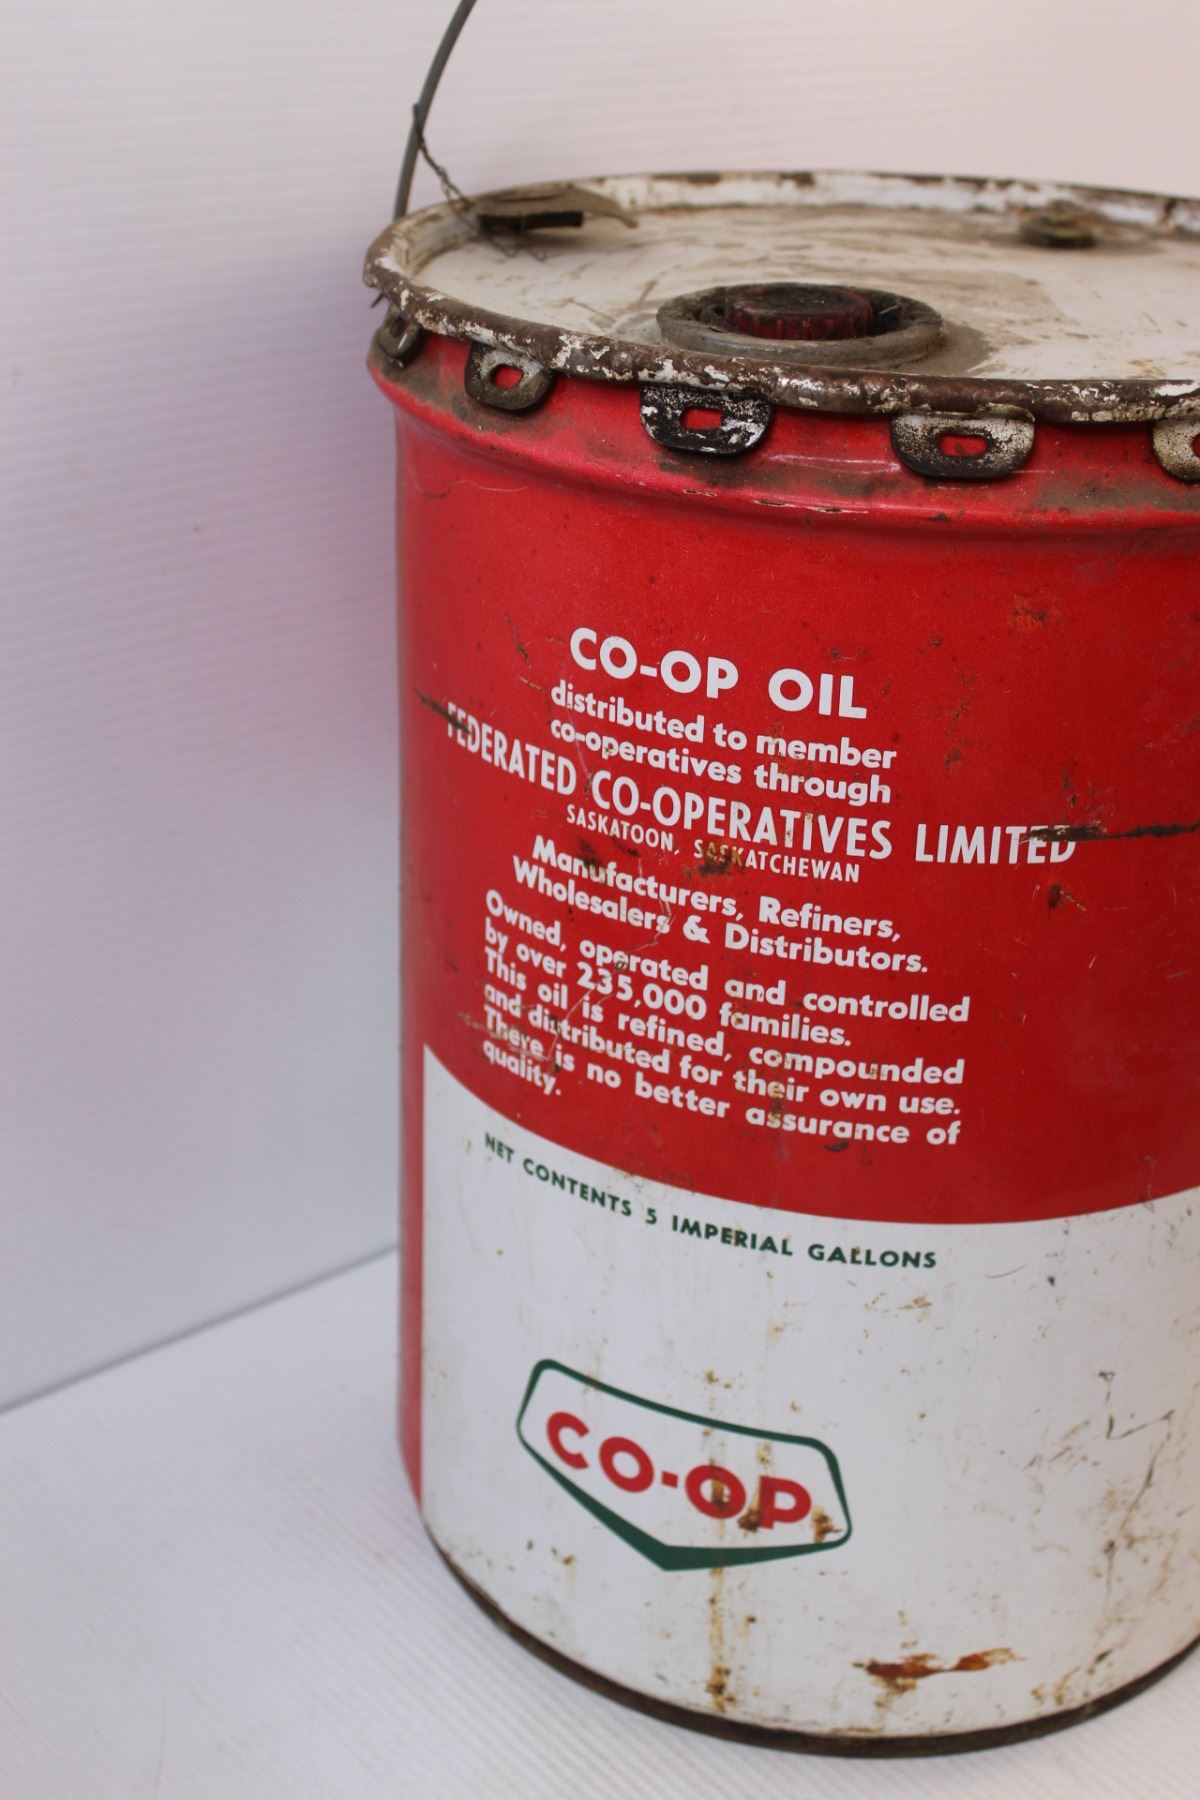 CO-OP OIL
distributed to member
co-operatives through
FEDERATED CO-OPERATIVES LIMITED
SASKATOON, SASKATCHEWAN
Manufacturers, Refiners,
Wholesalers & Distributors.
Owned, operated and controlled
by over 235,000 families.
This oil is refined, compounded
and distributed for their own use.
There is no better assurance of
quality.
NET CONTENTS 5 IMPERIAL GALLONS
CO-OP